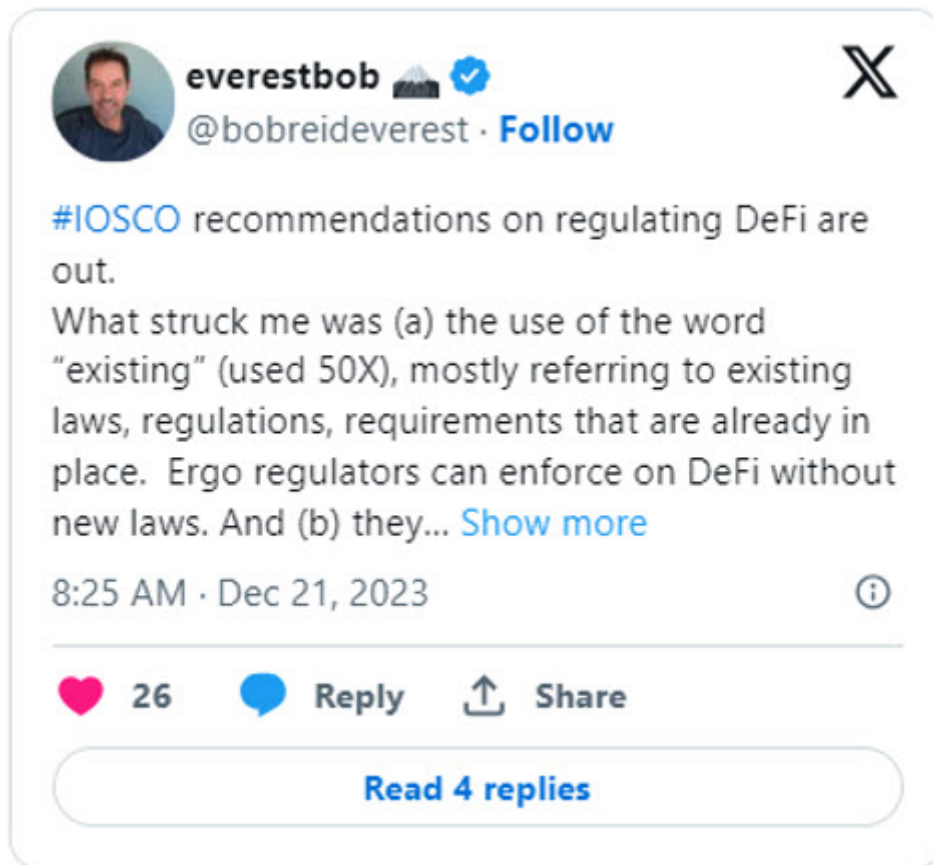 everestbob
@bobreideverest · Follow
#IOSCO recommendations on regulating DeFi are
out.
What struck me was (a) the use of the word
“existing” (used 50X), mostly referring to existing
laws, regulations, requirements that are already in
place.  Ergo regulators can enforce on DeFi without
new laws. And (b) they... Show more
8:25 AM · Dec 21, 2023
26 Reply Share
Read 4 replies